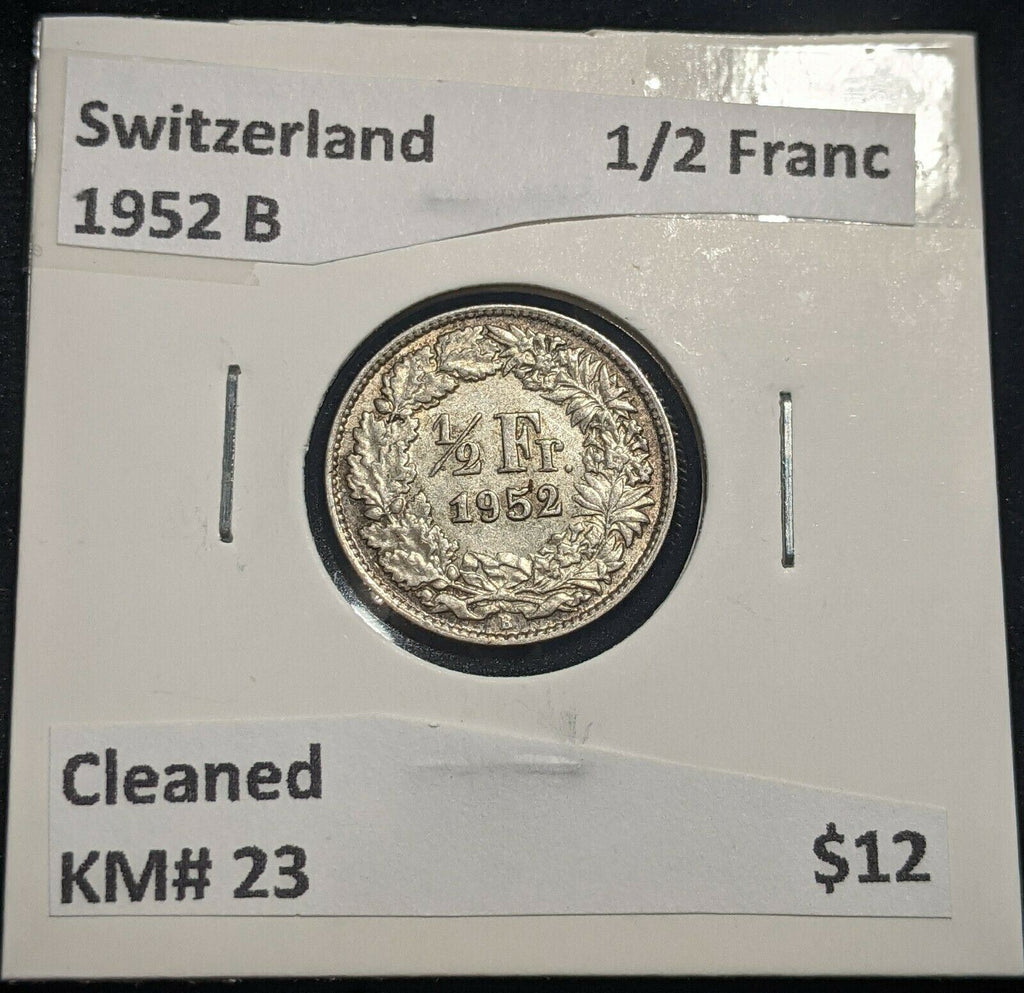 Switzerland 1/2 Franc
1952 B
½ Fr.
1952
B
Cleaned
KM# 23 $12